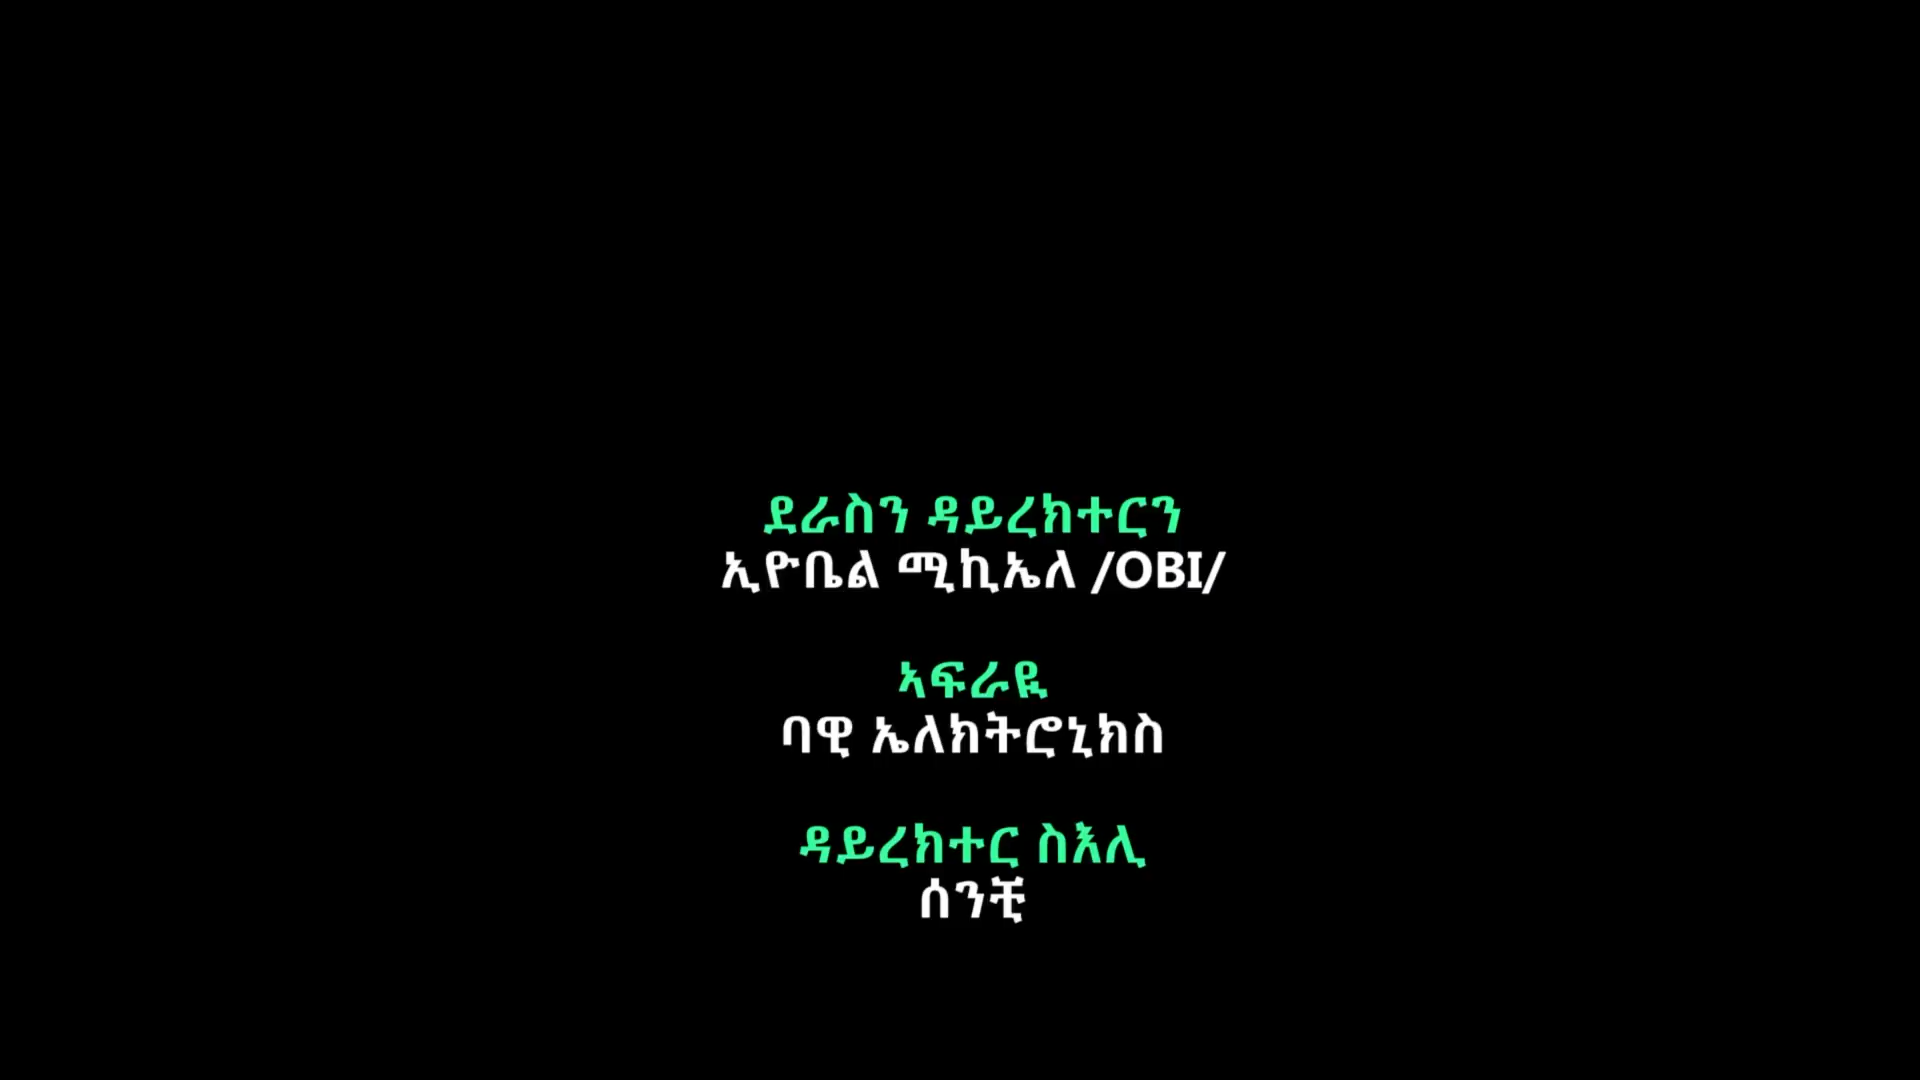 ደራስን ዳይረክተርን
ኢዮቤል ሚኪኤለ /OBI/
ኣፍራዪ
ባዊ ኤለክትሮኒክስ
ዳይረክተር ስእሊ
ሰንቺ